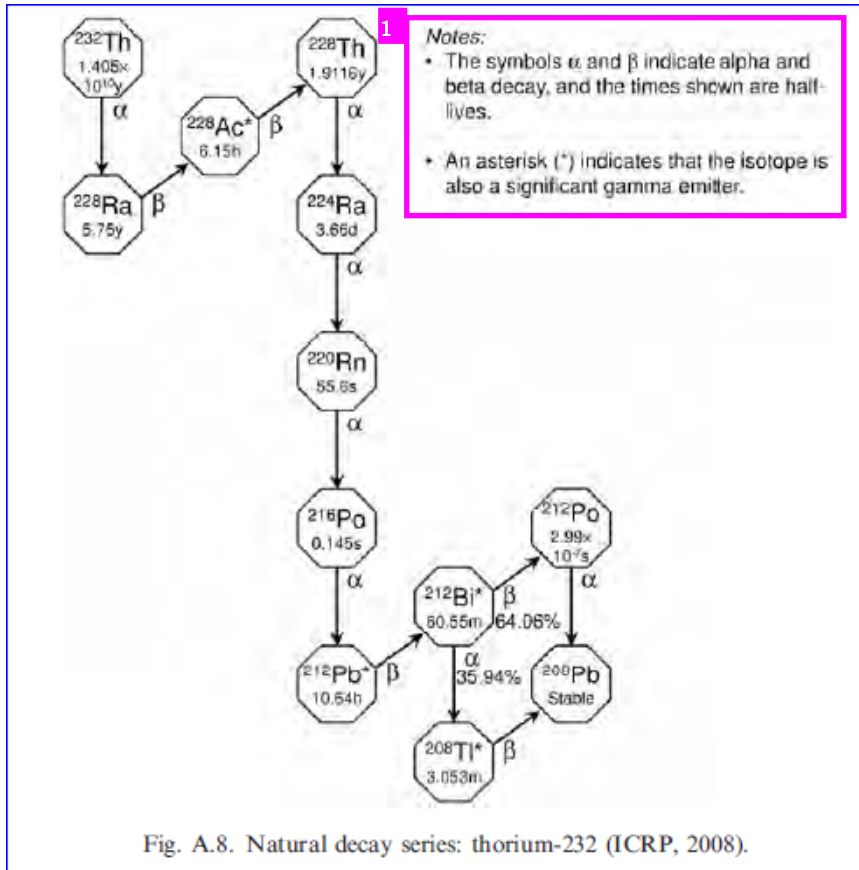 1
Notes:
• The symbols α and β indicate alpha and
beta decay, and the times shown are half-
lives.
• An asterisk (*) indicates that the isotope is
also a significant gamma emitter.
²³²Th
1.405×
10¹⁰y
α
²²⁸Ra
5.75y
β
²²⁸Ac*
6.15h
β
²²⁸Th
1.9116y
α
²²⁴Ra
3.66d
α
²²⁰Rn
55.6s
α
²¹⁶Po
0.145s
α
²¹²Pb*
10.64h
β
²¹²Bi*
60.55m
β
64.06%
²¹²Po
2.99×
10⁻⁷s
α
α
35.94%
²⁰⁸Tl*
3.053m
β
²⁰⁸Pb
Stable
Fig. A.8. Natural decay series: thorium-232 (ICRP, 2008).